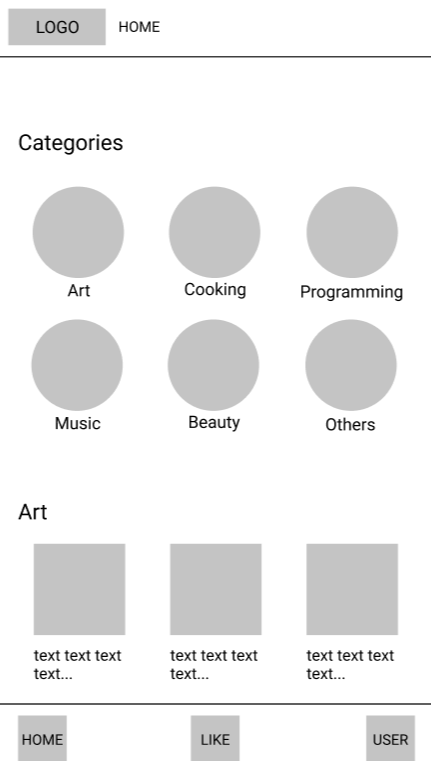 LOGO HOME
Categories
Art Cooking Programming
Music Beauty Others
Art
text text text text text text text text text
text... text... text...
HOME LIKE USER